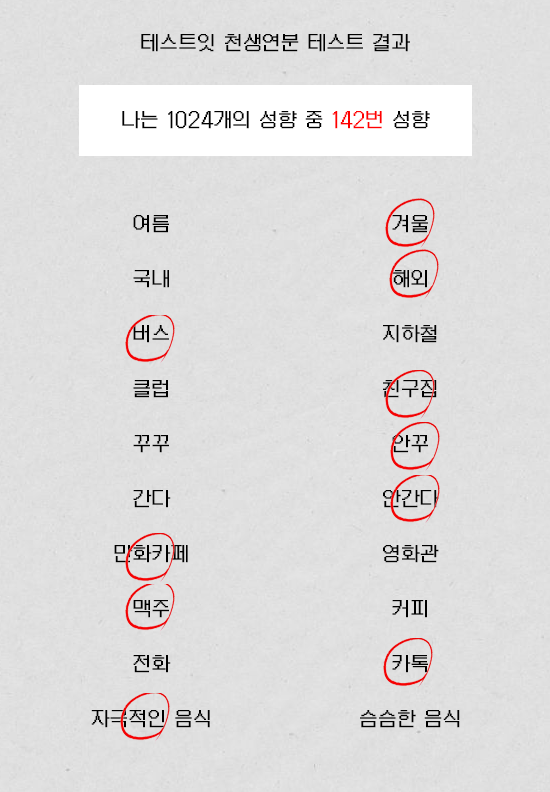 테스트잇 천생연분 테스트 결과
나는 1024개의 성향 중 142번 성향
여름 겨울
국내 해외
버스 지하철
클럽 친구집
꾸꾸 안꾸
간다 안간다
만화카페 영화관
맥주 커피
전화 카톡
자극적인 음식 슴슴한 음식